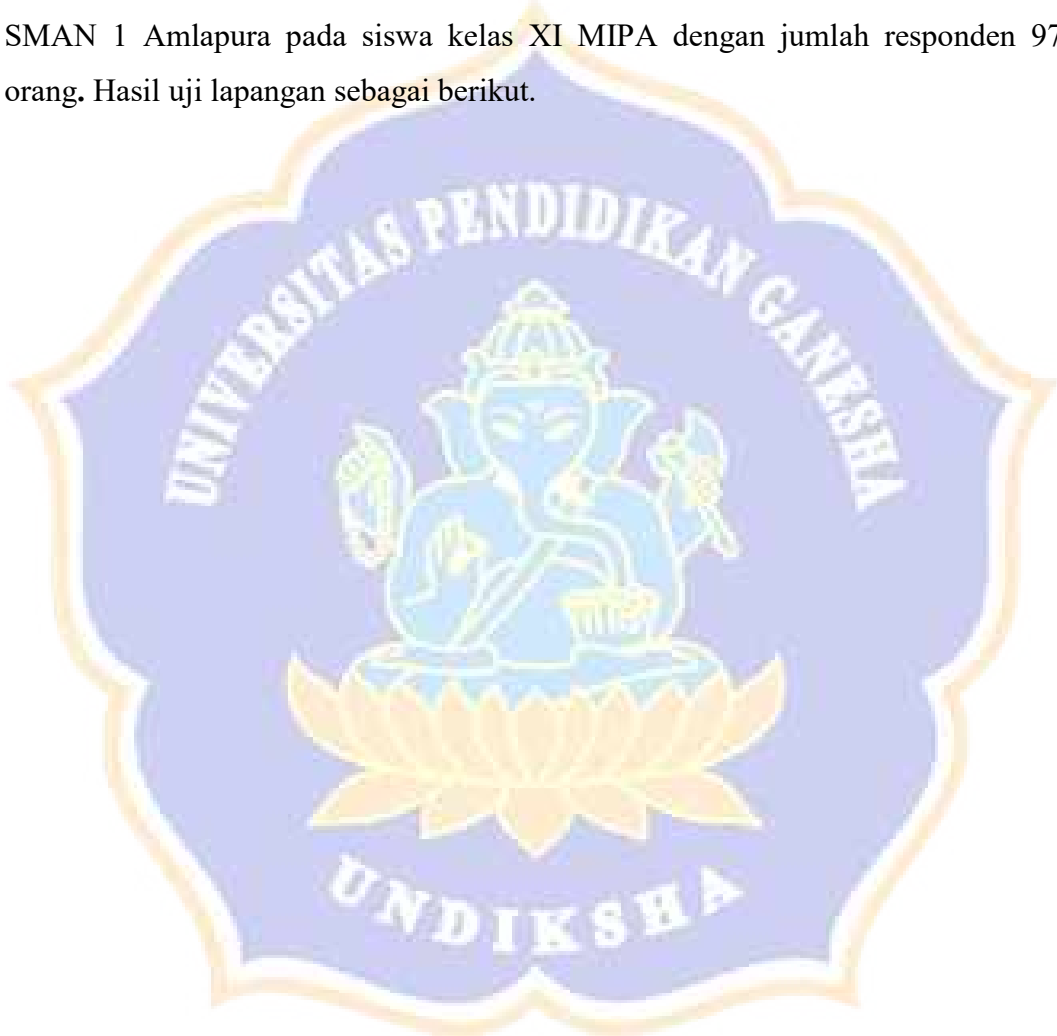 SMAN 1 Amlapura pada siswa kelas XI MIPA dengan jumlah responden 97
orang. Hasil uji lapangan sebagai berikut.
UNIVERSITAS PENDIDIKAN GANESHA
UNDIKSHA